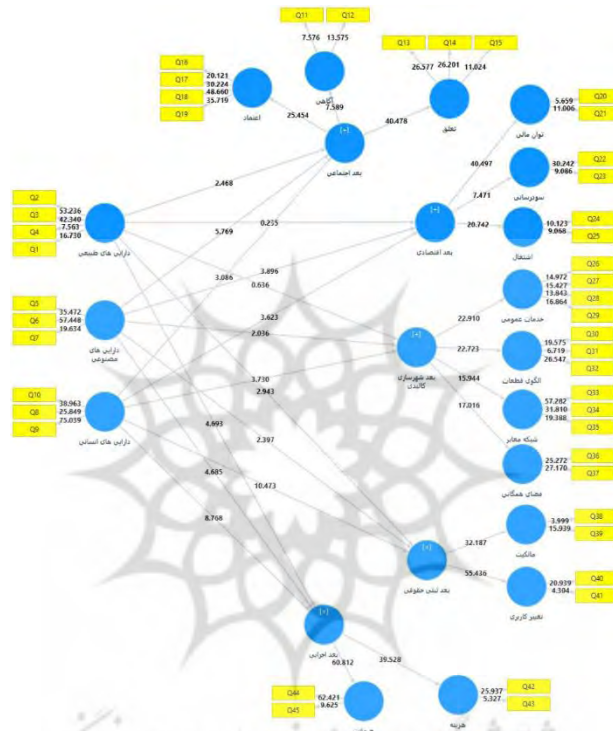 Q11
Q12
7.576
13.575
Q13
Q14
Q15
26.577
26.201
11.024
Q16
Q17
Q18
Q19
20.121
30.224
48.660
35.719
اعتماد
آگاهی
تعلق
25.454
7.589
40.478
[+]
بعد اجتماعی
Q20
Q21
5.659
11.006
توان مالی
40.497
Q22
Q23
30.242
9.086
سودرسانی
7.471
Q2
Q3
Q4
Q1
53.236
42.340
7.563
16.730
دارایی های طبیعی
2.468
0.255
[+]
بعد اقتصادی
20.742
Q24
Q25
10.123
9.068
اشتغال
5.769
3.086
3.896
0.636
Q26
Q27
Q28
Q29
14.972
15.427
13.843
16.864
خدمات عمومی
22.910
Q5
Q6
Q7
35.472
57.448
19.634
دارایی های
مصنوعی
3.623
2.036
[+]
بعد شهرسازی
کالبدی
22.723
Q30
Q31
Q32
19.575
6.719
26.547
الگوی قطعات
15.944
17.016
Q10
Q8
Q9
38.963
25.849
75.039
دارایی های انسانی
3.730
2.943
Q33
Q34
Q35
57.282
31.810
19.388
شبکه معابر
4.693
2.397
Q36
Q37
25.272
27.170
فضای همگانی
4.685
10.473
8.768
Q38
Q39
3.999
15.939
مالکیت
32.187
بعد ثبتی حقوقی
55.436
Q40
Q41
20.939
4.304
تغییر کاربری
بعد اجرایی
60.812
39.528
Q44
Q45
62.421
9.625
Q42
Q43
25.937
5.327
هزینه